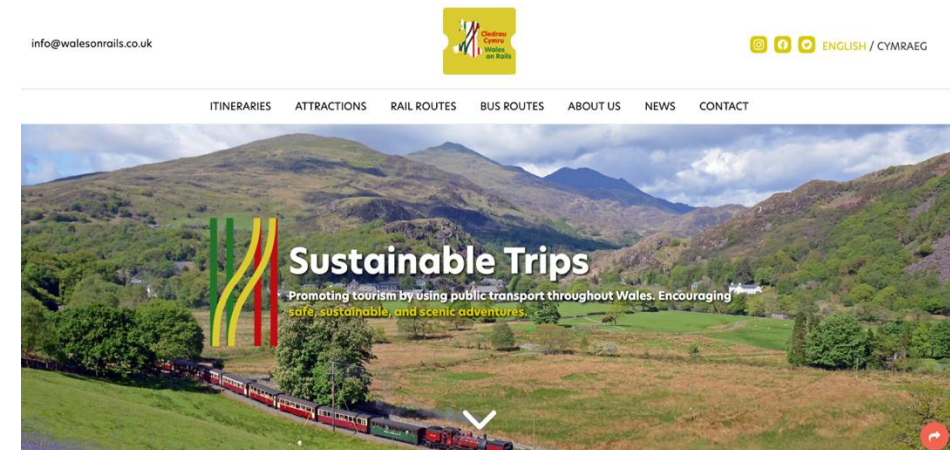 info@walesonrails.co.uk
Cledrau
Cymru
Wales
on Rails
ENGLISH / CYMRAEG
ITINERARIES ATTRACTIONS RAIL ROUTES BUS ROUTES ABOUT US NEWS CONTACT
Sustainable Trips
Promoting tourism by using public transport throughout Wales. Encouraging
safe, sustainable, and scenic adventures.